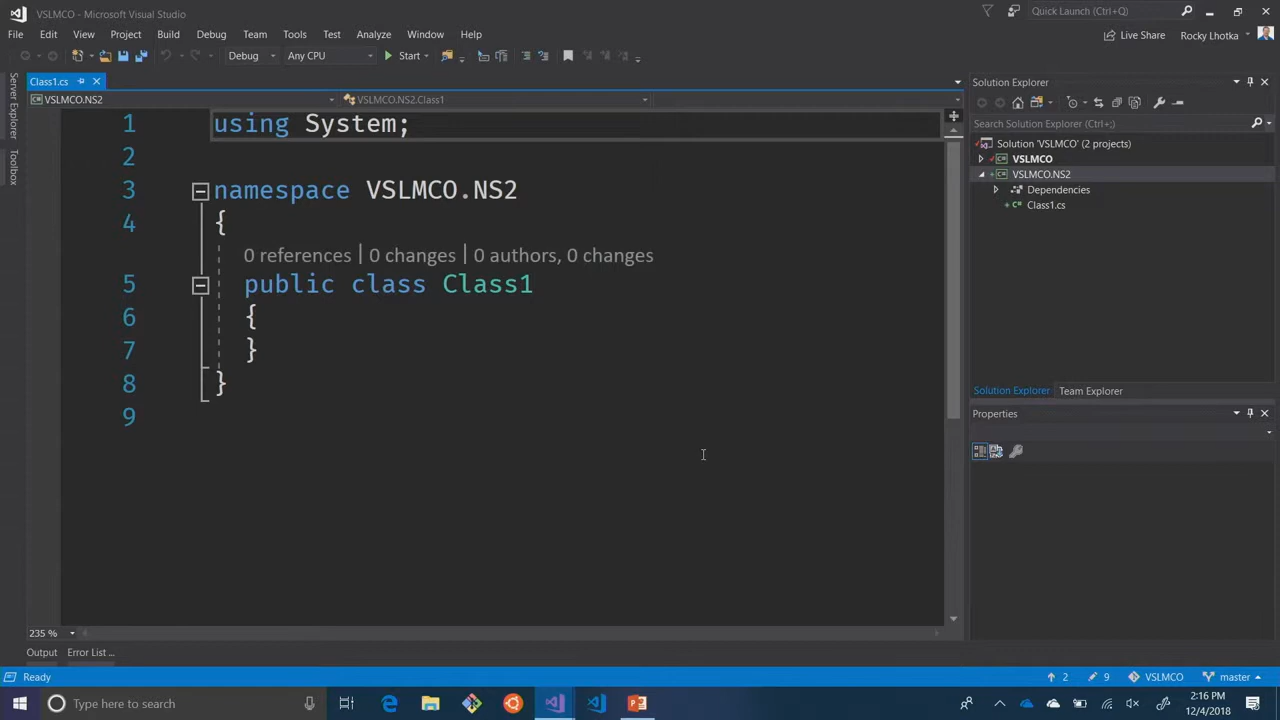 VSLMCO - Microsoft Visual Studio
Quick Launch (Ctrl+Q)
File Edit View Project Build Debug Team Tools Test Analyze Window Help
Live Share
Rocky Lhotka
Debug Any CPU Start
Server Explorer
Toolbox
Class1.cs
VSLMCO.NS2 VSLMCO.NS2.Class1
1 using System;
2
3 namespace VSLMCO.NS2
4 {
0 references | 0 changes | 0 authors, 0 changes
5 public class Class1
6 {
7 }
8 }
9
235 %
Solution Explorer
Search Solution Explorer (Ctrl+;)
Solution 'VSLMCO' (2 projects)
VSLMCO
VSLMCO.NS2
Dependencies
Class1.cs
Solution Explorer Team Explorer
Properties
Output Error List ...
Ready
2 9 VSLMCO master
Type here to search
2:16 PM
12/4/2018